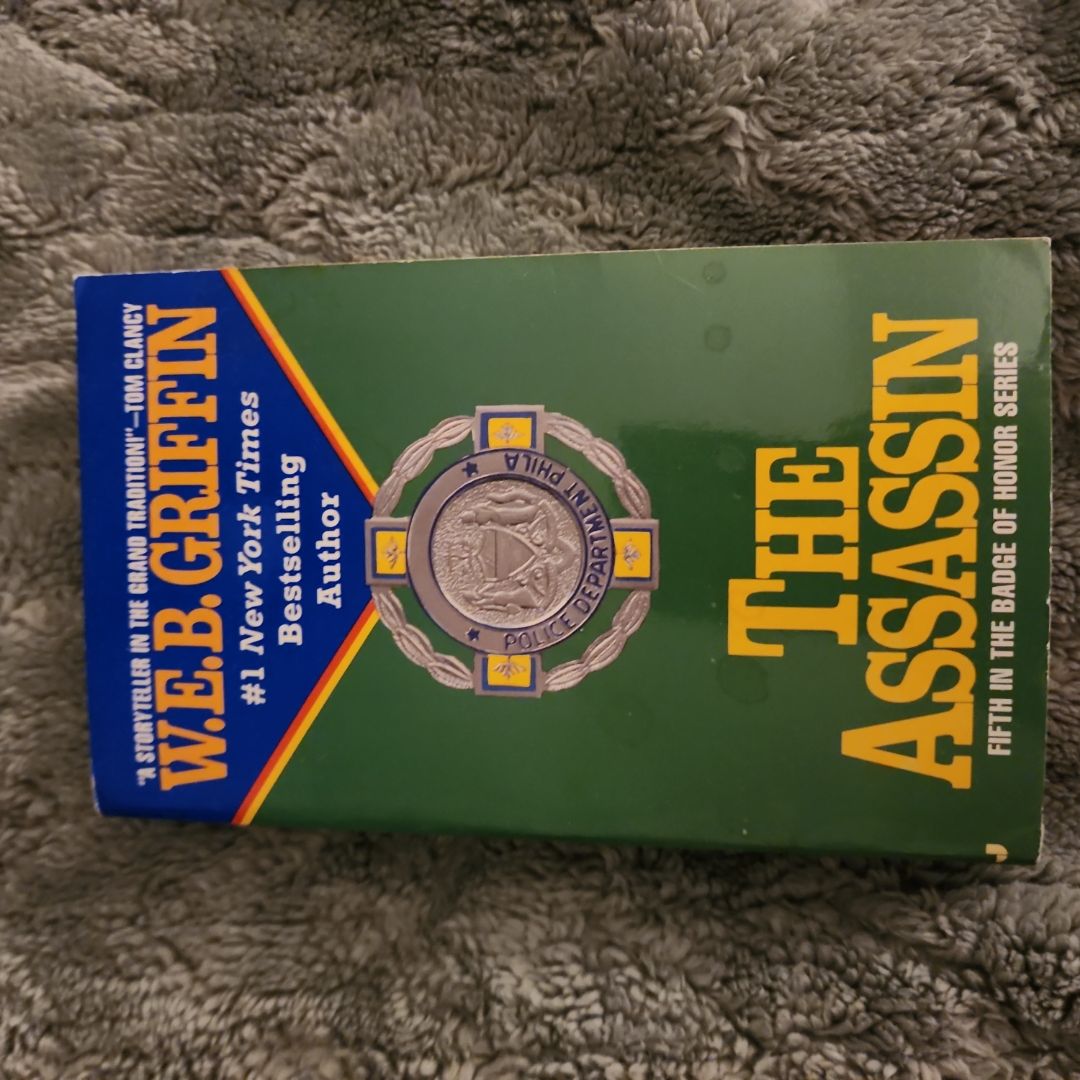 "A STORYTELLER IN THE GRAND TRADITION!"—TOM CLANCY
W.E.B. GRIFFIN
#1 New York Times
Bestselling
Author
POLICE DEPARTMENT PHILA
THE
ASSASSIN
FIFTH IN THE BADGE OF HONOR SERIES
J